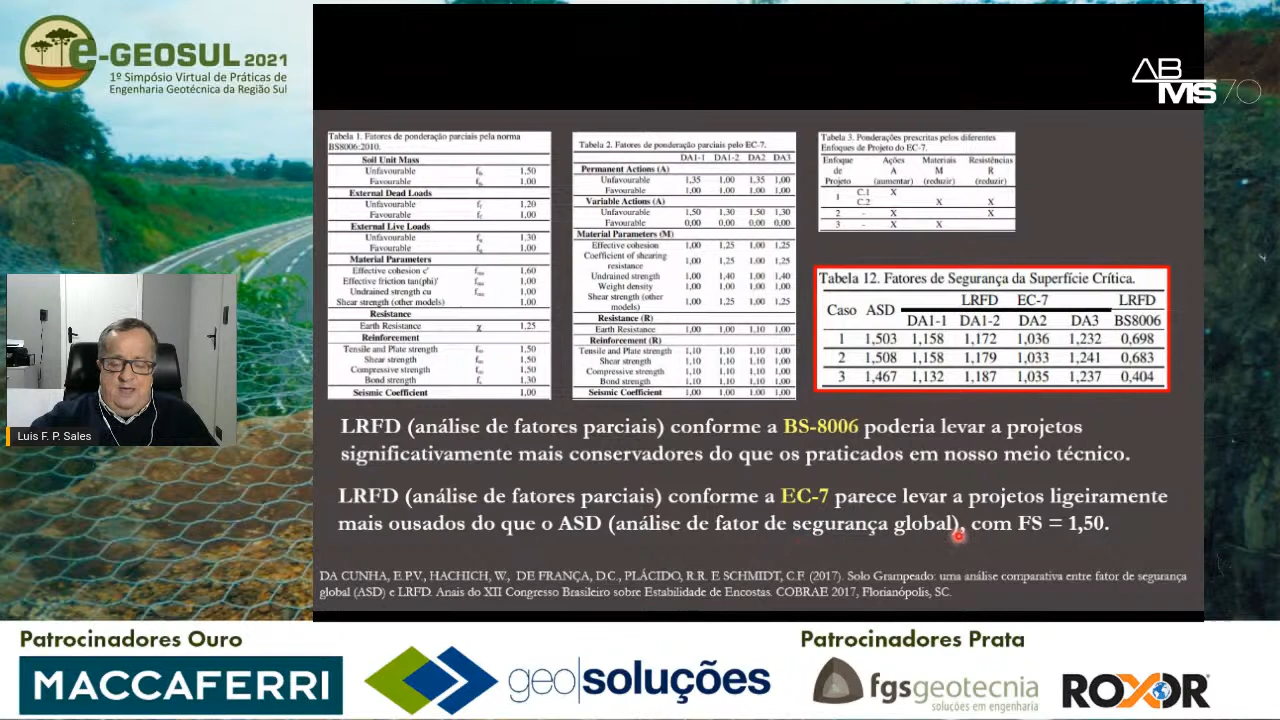 e-GEOSUL 2021
1º Simpósio Virtual de Práticas de
Engenharia Geotécnica da Região Sul
ABMS70
Tabela 1. Fatores de ponderação parciais pela norma
BS8006:2010.
Soil Unit Mass
Unfavourable 1,50
Favourable 1,00
External Dead Loads
Unfavourable 1,20
Favourable 1,00
External Live Loads
Unfavourable 1,30
Favourable 1,00
Material Parameters
Effective cohesion c' 1,60
Effective friction tan(phi)' 1,00
Undrained strength cu 1,00
Shear strength (other models) 1,00
Resistance
Earth Resistance χ 1,25
Reinforcement
Tensile and Plate strength 1,50
Shear strength 1,50
Compressive strength 1,50
Bond strength 1,30
Seismic Coefficient 1,00
Tabela 2. Fatores de ponderação parciais pelo EC-7.
DA1-1 DA1-2 DA2 DA3
Permanent Actions (A)
Unfavourable 1,35 1,00 1,35 1,00
Favourable 1,00 1,00 1,00 1,00
Variable Actions (A)
Unfavourable 1,50 1,30 1,50 1,30
Favourable 0,00 0,00 0,00 0,00
Material Parameters (M)
Effective cohesion 1,00 1,25 1,00 1,25
Coefficient of shearing
resistance 1,00 1,25 1,00 1,25
Undrained strength 1,00 1,40 1,00 1,40
Weight density 1,00 1,00 1,00 1,00
Shear strength (other
models) 1,00 1,25 1,00 1,25
Resistance (R)
Earth Resistance 1,00 1,00 1,10 1,00
Reinforcement (R)
Tensile and Plate strength 1,10 1,10 1,10 1,00
Shear strength 1,10 1,10 1,10 1,00
Compressive strength 1,10 1,10 1,10 1,00
Bond strength 1,10 1,10 1,10 1,00
Seismic Coefficient 1,00 1,00 1,00 1,00
Tabela 3. Ponderações prescritas pelos diferentes
Enfoques de Projeto do EC-7.
Enfoque Ações Materiais Resistências
de A M R
Projeto (aumentar) (reduzir) (reduzir)
1 C.1 X
C.2 X X
2 - X X
3 - X X
Tabela 12. Fatores de Segurança da Superfície Crítica.
Caso ASD LRFD EC-7 LRFD
DA1-1 DA1-2 DA2 DA3 BS8006
1 1,503 1,158 1,172 1,036 1,232 0,698
2 1,508 1,158 1,179 1,033 1,241 0,683
3 1,467 1,132 1,187 1,035 1,237 0,404
LRFD (análise de fatores parciais) conforme a BS-8006 poderia levar a projetos
significativamente mais conservadores do que os praticados em nosso meio técnico.
LRFD (análise de fatores parciais) conforme a EC-7 parece levar a projetos ligeiramente
mais ousados do que o ASD (análise de fator de segurança global), com FS = 1,50.
DA CUNHA, E.P.V., HACHICH, W., DE FRANÇA, D.C., PLÁCIDO, R.R. E SCHMIDT, C.F. (2017). Solo Grampeado: uma análise comparativa entre fator de segurança
global (ASD) e LRFD. Anais do XII Congresso Brasileiro sobre Estabilidade de Encostas. COBRAE 2017, Florianópolis, SC.
Luis F. P. Sales
Patrocinadores Ouro
MACCAFERRI
geosoluções
Patrocinadores Prata
fgsgeotecnia
soluções em engenharia
ROXOR